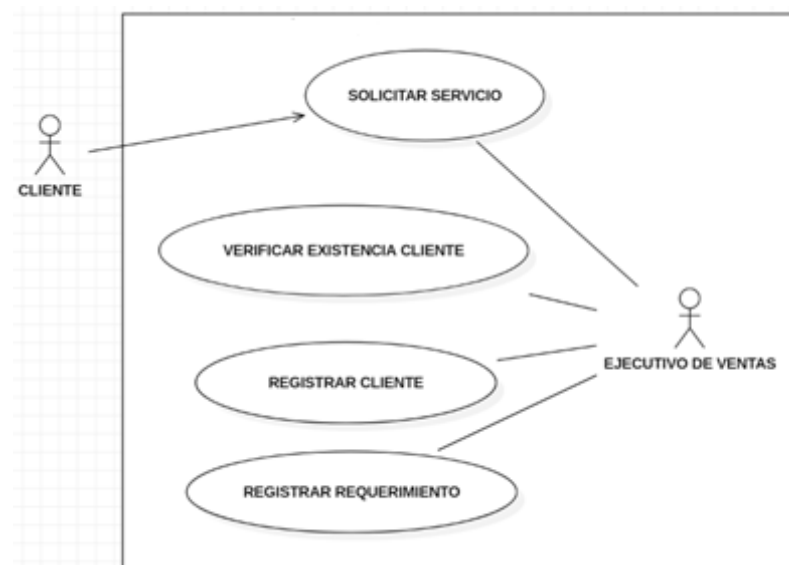 SOLICITAR SERVICIO
CLIENTE
VERIFICAR EXISTENCIA CLIENTE
EJECUTIVO DE VENTAS
REGISTRAR CLIENTE
REGISTRAR REQUERIMIENTO